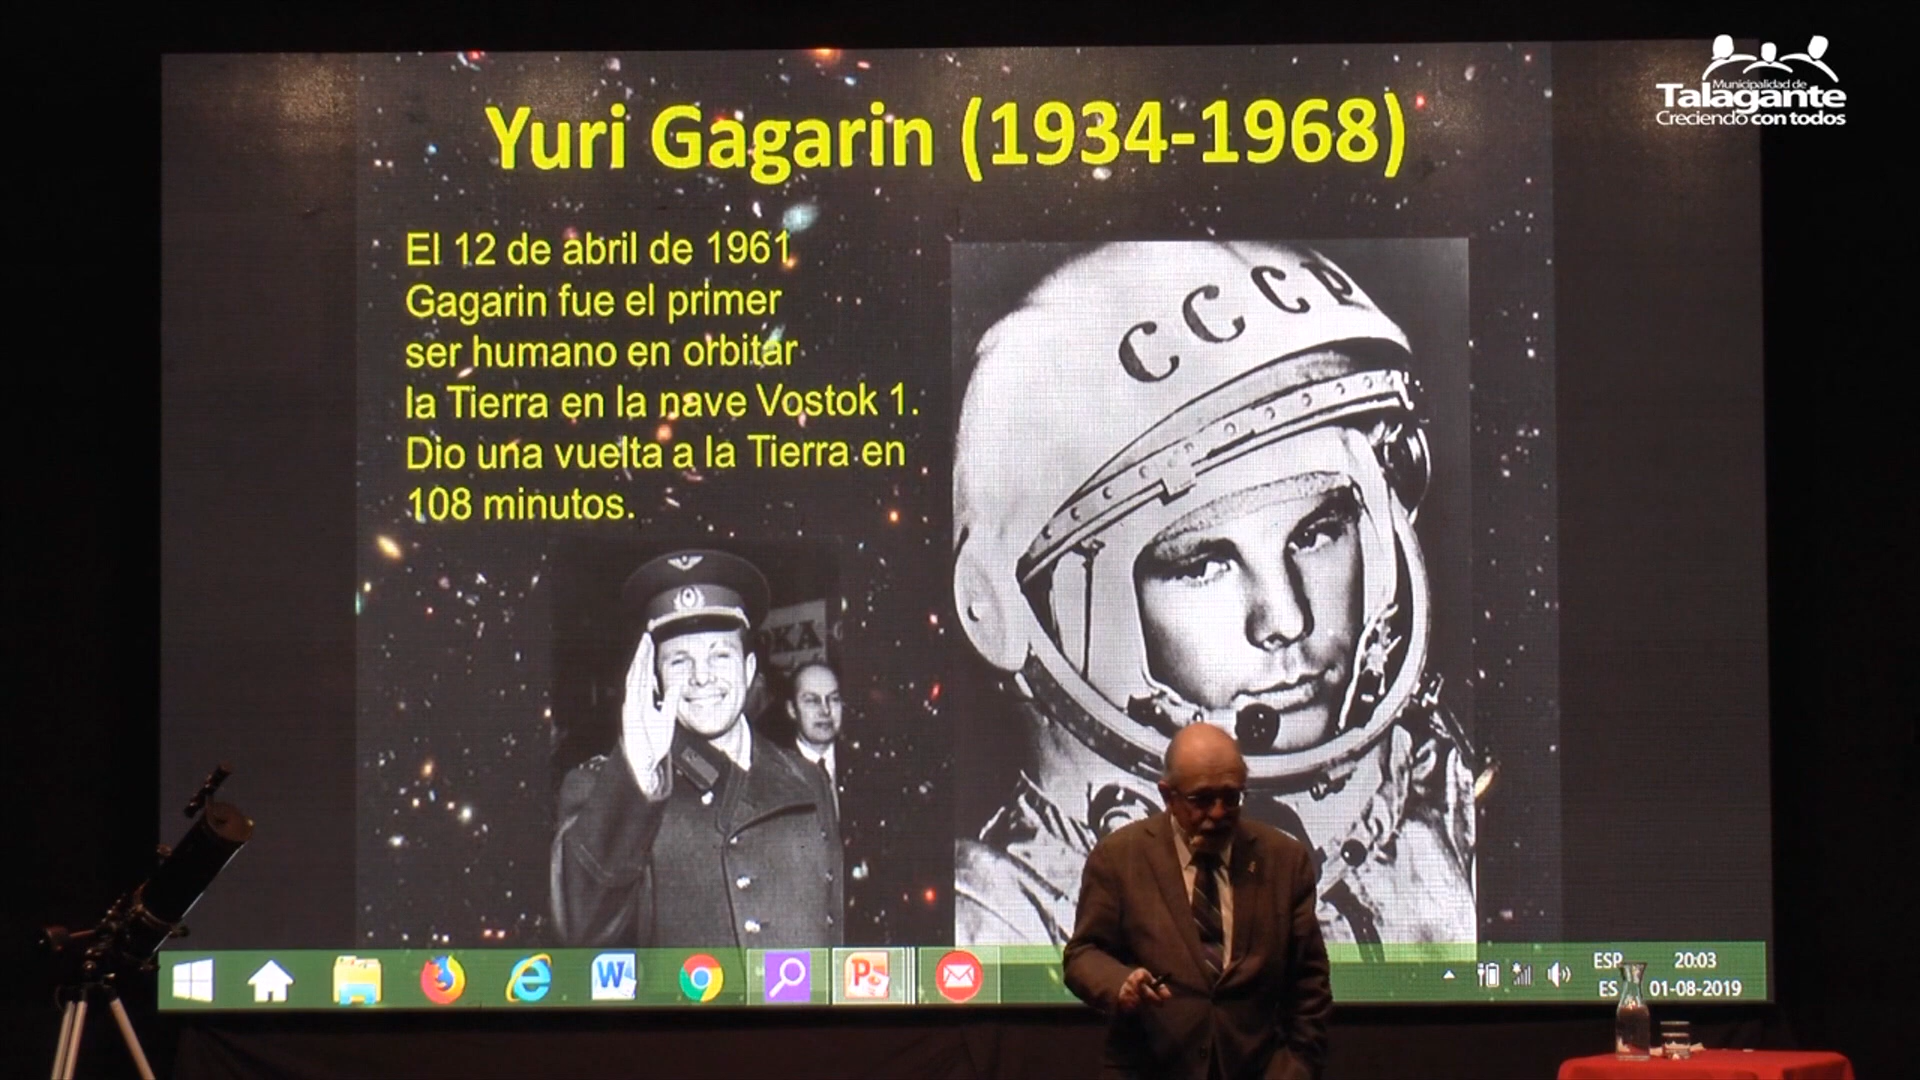 Municipalidad de
Talagante
Creciendo con todos
Yuri Gagarin (1934-1968)
El 12 de abril de 1961
Gagarin fue el primer
ser humano en orbitar
la Tierra en la nave Vostok 1.
Dio una vuelta a la Tierra en
108 minutos.
CCCP
ESP
ES
20:03
01-08-2019